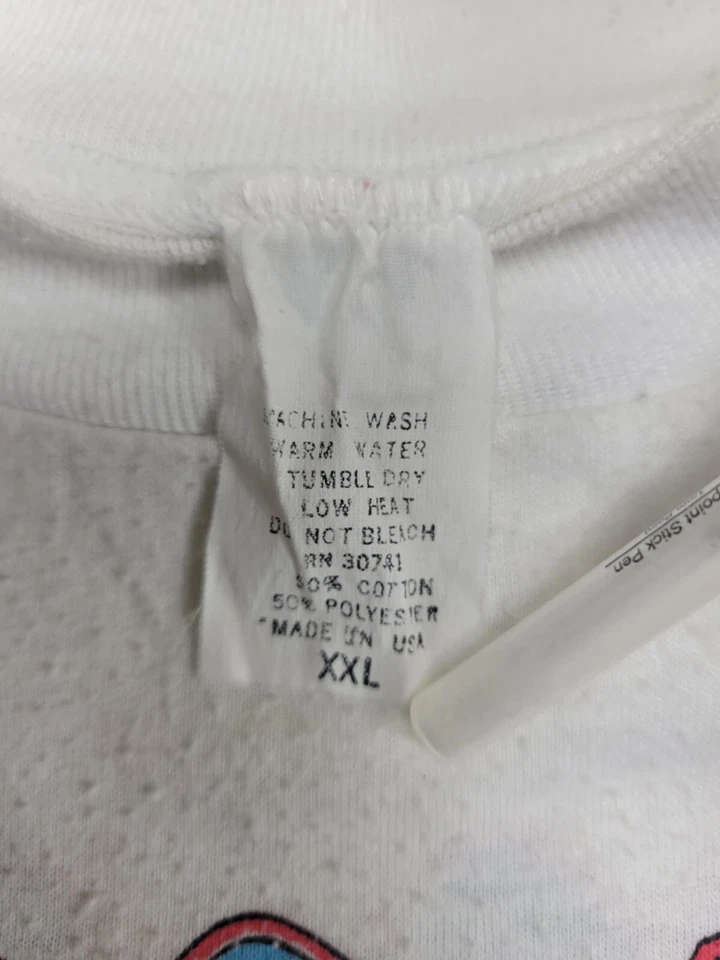 MACHINE WASH
WARM WATER
TUMBLE DRY
LOW HEAT
DO NOT BLEACH
RN 30741
50% COTTON
50% POLYESTER
MADE IN USA
XXL
point Stick Pen